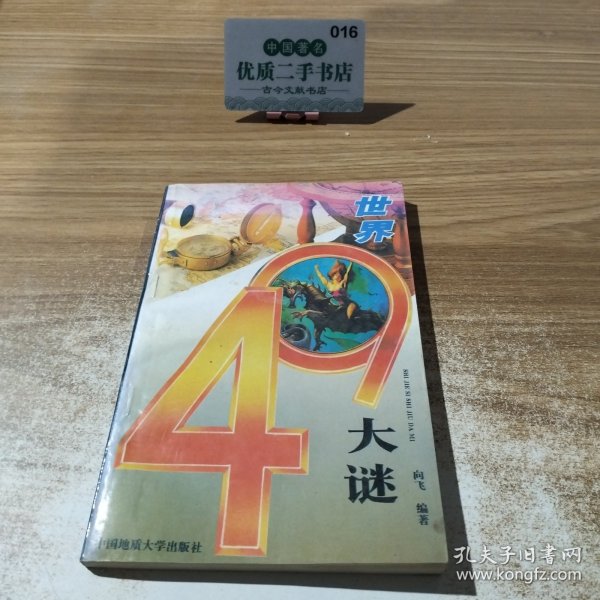 016
中国著名
优质二手书店
古今文献书店
世界
49
SHI JIE SI SHI JIU DA MI
大谜
向飞 编著
中国地质大学出版社
孔夫子旧书网
www.kongfz.com